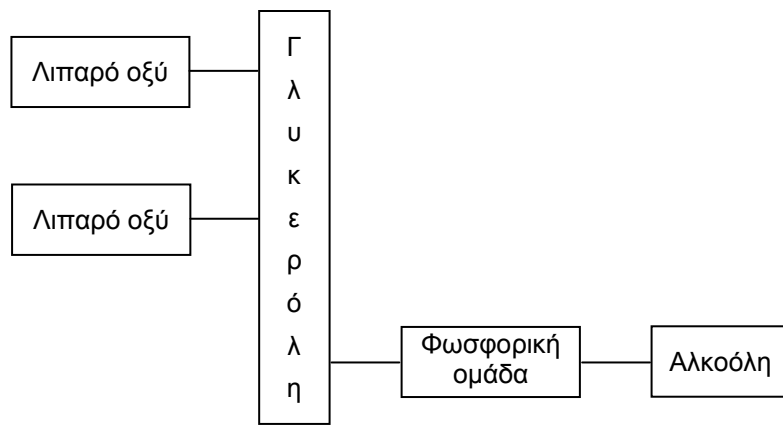 Λιπαρό οξύ
Λιπαρό οξύ
Γ
λ
υ
κ
ε
ρ
ό
λ
η
Φωσφορική
ομάδα
Αλκοόλη